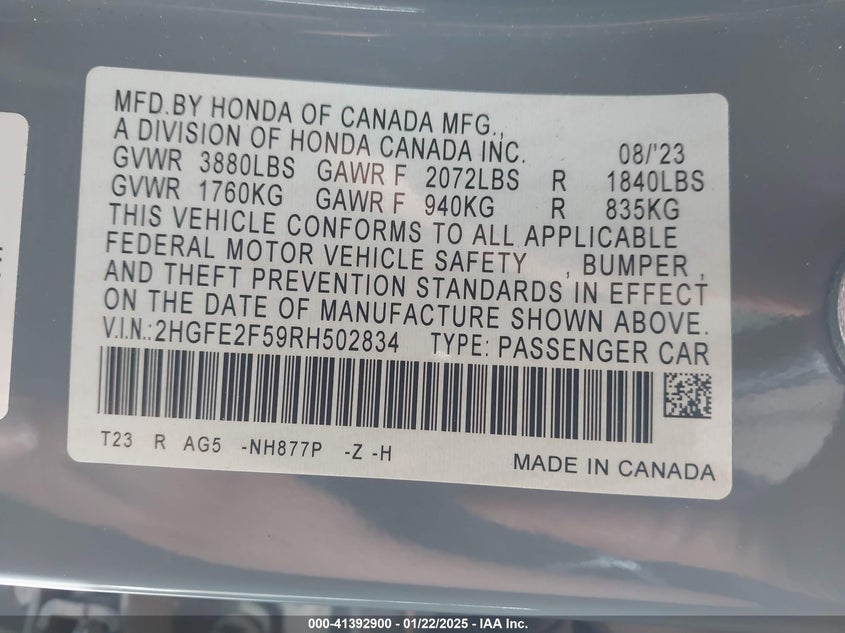 MFD.BY HONDA OF CANADA MFG.,
A DIVISION OF HONDA CANADA INC. 08/'23
GVWR 3880LBS GAWR F 2072LBS R 1840LBS
GVWR 1760KG GAWR F 940KG R 835KG
THIS VEHICLE CONFORMS TO ALL APPLICABLE
FEDERAL MOTOR VEHICLE SAFETY , BUMPER ,
AND THEFT PREVENTION STANDARDS IN EFFECT
ON THE DATE OF MANUFACTURE SHOWN ABOVE.
V.I.N.:2HGFE2F59RH502834 TYPE: PASSENGER CAR
T23 R AG5 -NH877P -Z -H
MADE IN CANADA
000-41392900 - 01/22/2025 - IAA Inc.